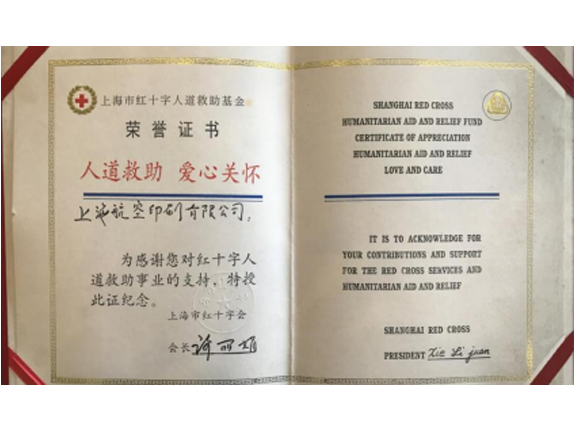 上海市红十字人道救助基金
荣誉证书
人道救助 爱心关怀
上海航空印刷有限公司:
为感谢您对红十字人
道救助事业的支持,特授
此证纪念。
上海市红十字会
会长
SHANGHAI RED CROSS
HUMANITARIAN AID AND RELIEF FUND
CERTIFICATE OF APPRECIATION
HUMANITARIAN AID AND RELIEF
LOVE AND CARE
IT IS TO ACKNOWLEDGE FOR
YOUR CONTRIBUTIONS AND SUPPORT
FOR THE RED CROSS SERVICES AND
HUMANITARIAN AID AND RELIEF
SHANGHAI RED CROSS
PRESIDENT Xie Li juan